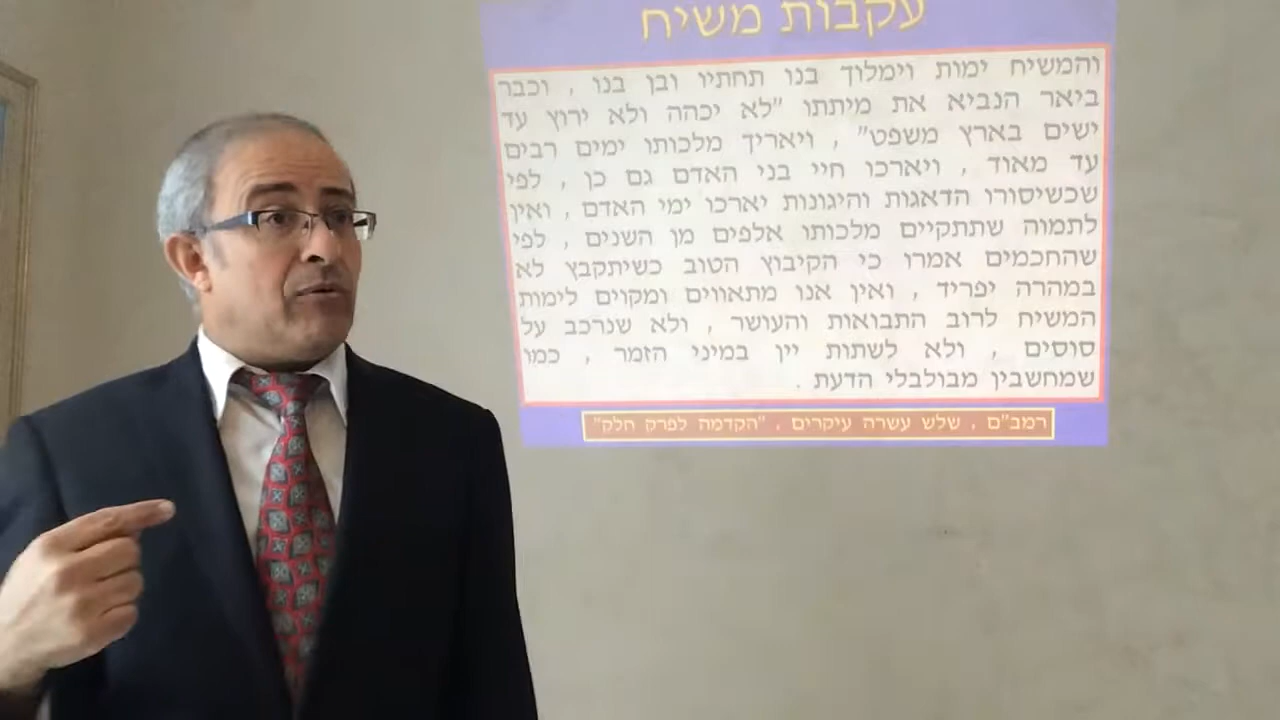 עקבות משיח
והמשיח ימות וימלוך בנו תחתיו ובן בנו , וכבר
ביאר הנביא את מיתתו "לא יכהה ולא ירוץ עד
ישים בארץ משפט" , ויאריך מלכותו ימים רבים
עד מאוד , ויארכו חיי בני האדם גם כן , לפי
שכשיסורו הדאגות והיגונות יארכו ימי האדם , ואין
לתמוה שתתקיים מלכותו אלפים מן השנים , לפי
שהחכמים אמרו כי הקיבוץ הטוב כשיתקבץ לא
במהרה יפריד , ואין אנו מתאווים ומקוים לימות
המשיח לרוב התבואות והעושר , ולא שנרכב על
סוסים , ולא לשתות יין במיני הזמר , כמו
שמחשבין מבולבלי הדעת .
רמב"ם , שלש עשרה עיקרים , "הקדמה לפרק חלק"